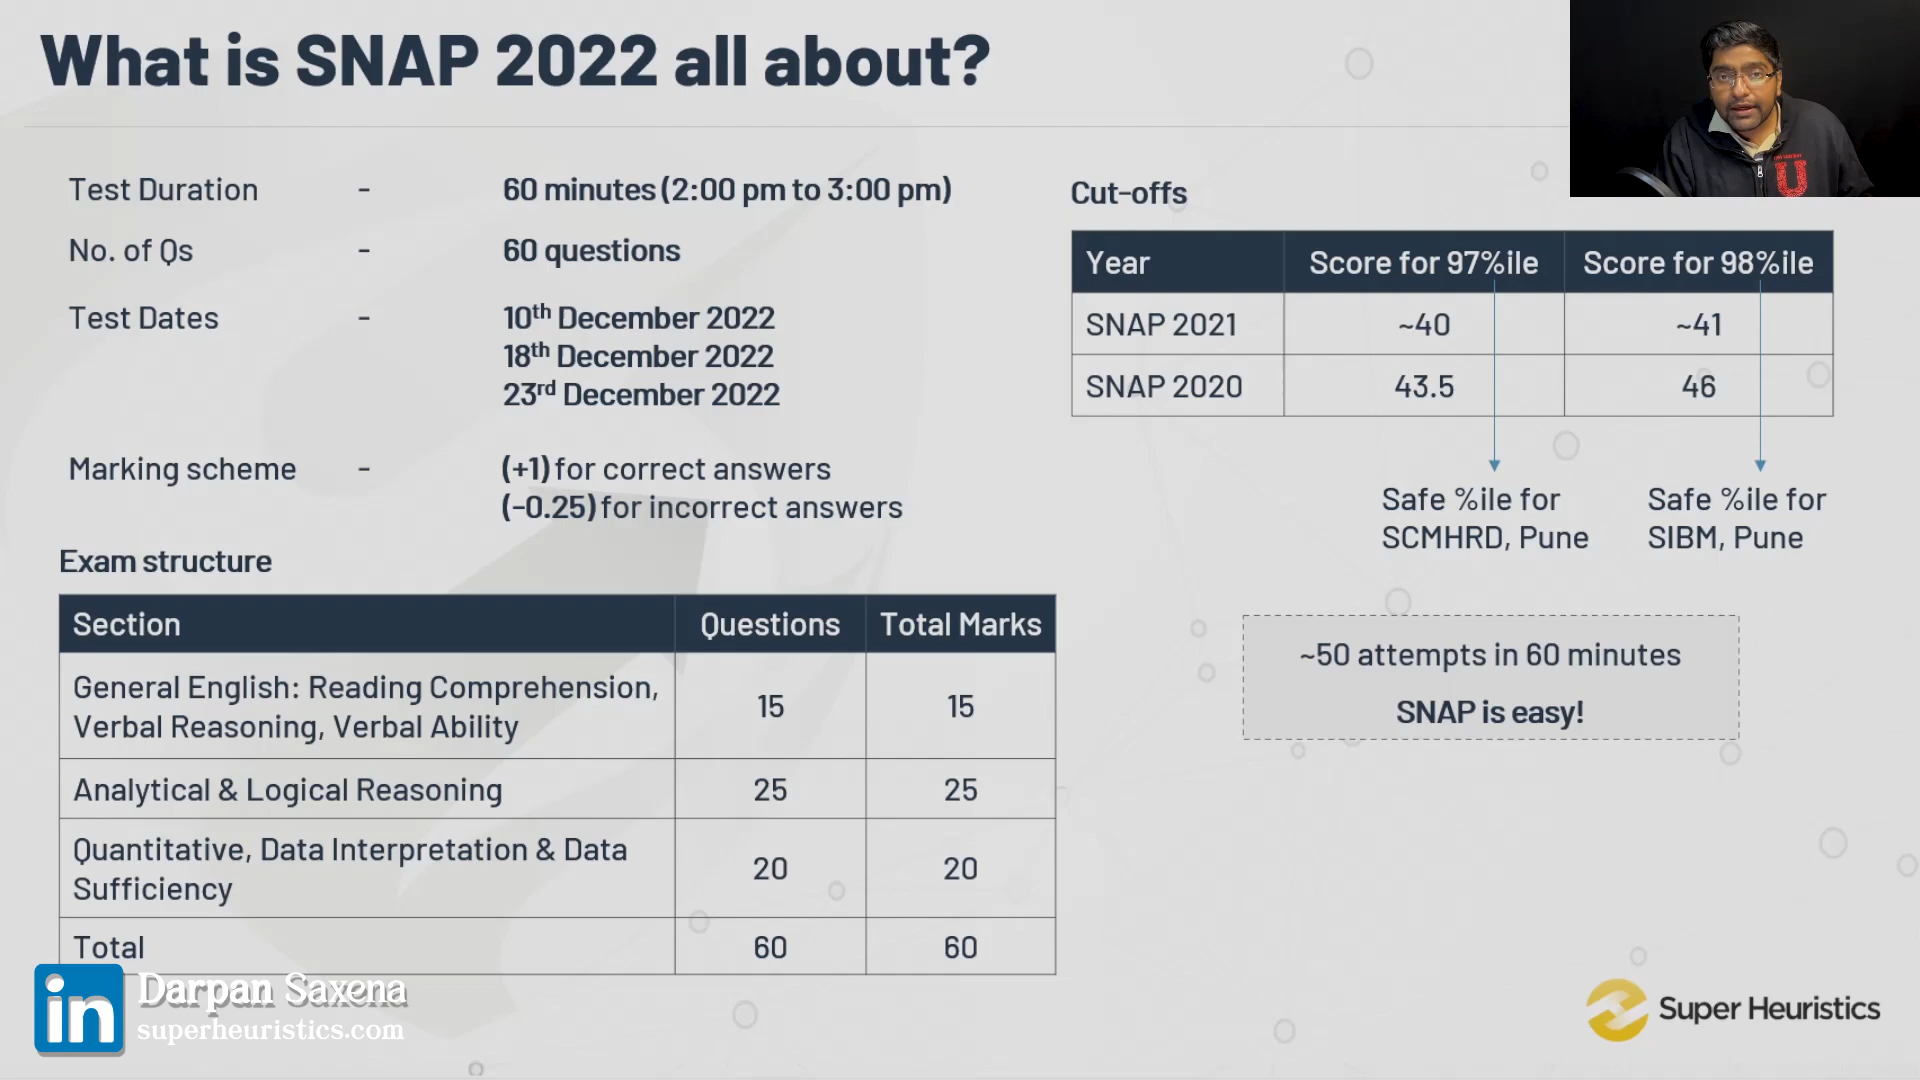 What is SNAP 2022 all about?
Test Duration - 60 minutes (2:00 pm to 3:00 pm)
No. of Qs - 60 questions
Test Dates - 10th December 2022
18th December 2022
23rd December 2022
Marking scheme - (+1) for correct answers
(-0.25) for incorrect answers
Exam structure
Section Questions Total Marks
General English: Reading Comprehension,
Verbal Reasoning, Verbal Ability 15 15
Analytical & Logical Reasoning 25 25
Quantitative, Data Interpretation & Data
Sufficiency 20 20
Total 60 60
Cut-offs
Year Score for 97%ile Score for 98%ile
SNAP 2021 ~40 ~41
SNAP 2020 43.5 46
Safe %ile for
SCMHRD, Pune
Safe %ile for
SIBM, Pune
~50 attempts in 60 minutes
SNAP is easy!
in
Darpan Saxena
superheuristics.com
Super Heuristics
U